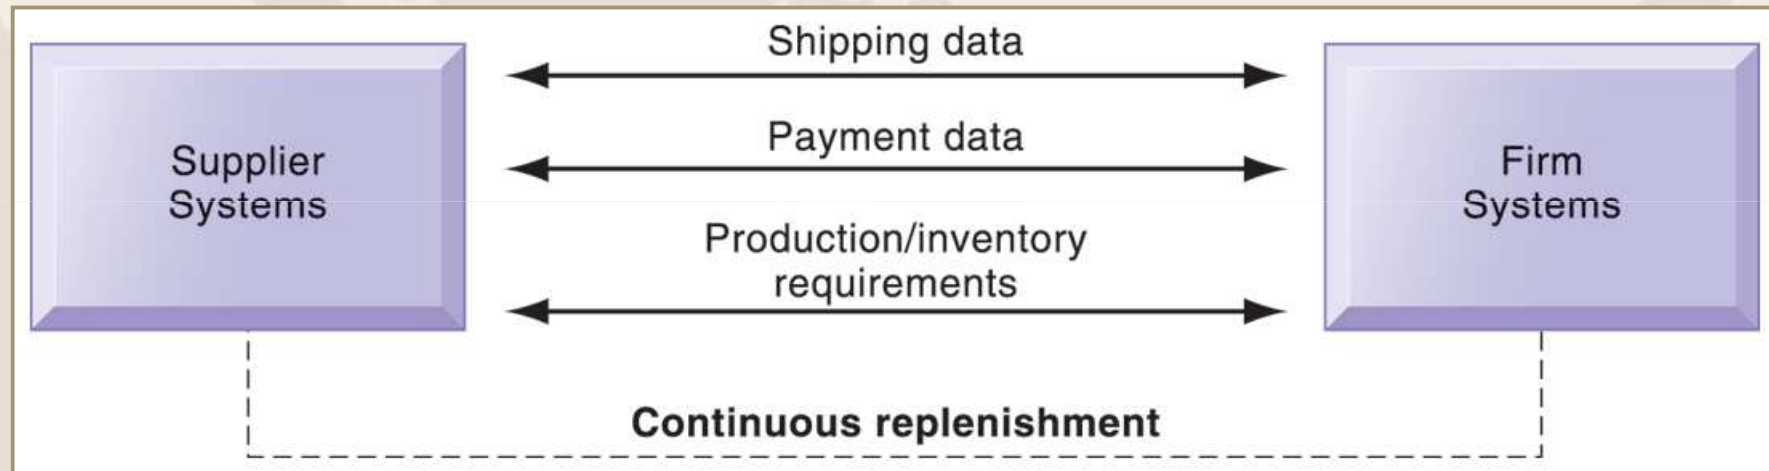 Shipping data
Payment data
Supplier
Systems
Firm
Systems
Production/inventory
requirements
Continuous replenishment